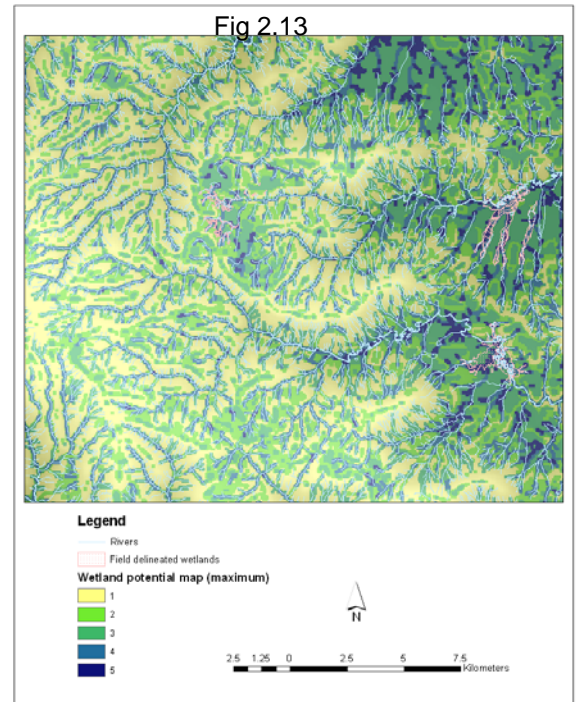 Fig 2.13
Legend
Rivers
Field delineated wetlands
Wetland potential map (maximum)
1
2
3
4
5
N
2.5 1.25 0 2.5 5 7.5
Kilometers